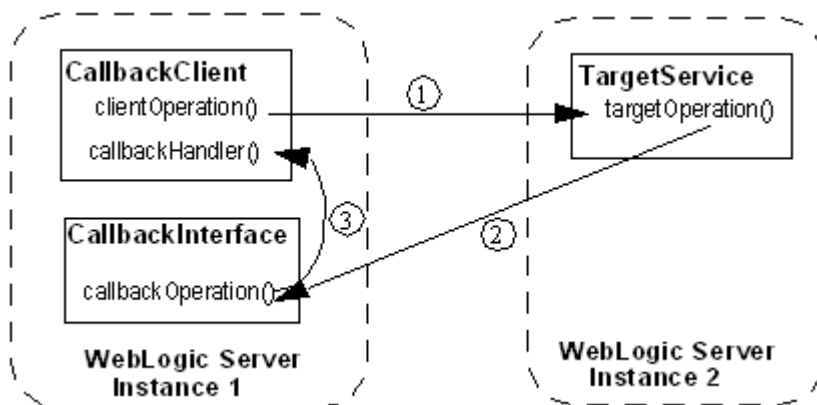 CallbackClient
clientOperation()
callbackHandler()
1
TargetService
targetOperation()
CallbackInterface
callbackOperation()
3
2
WebLogic Server
Instance 1
WebLogic Server
Instance 2